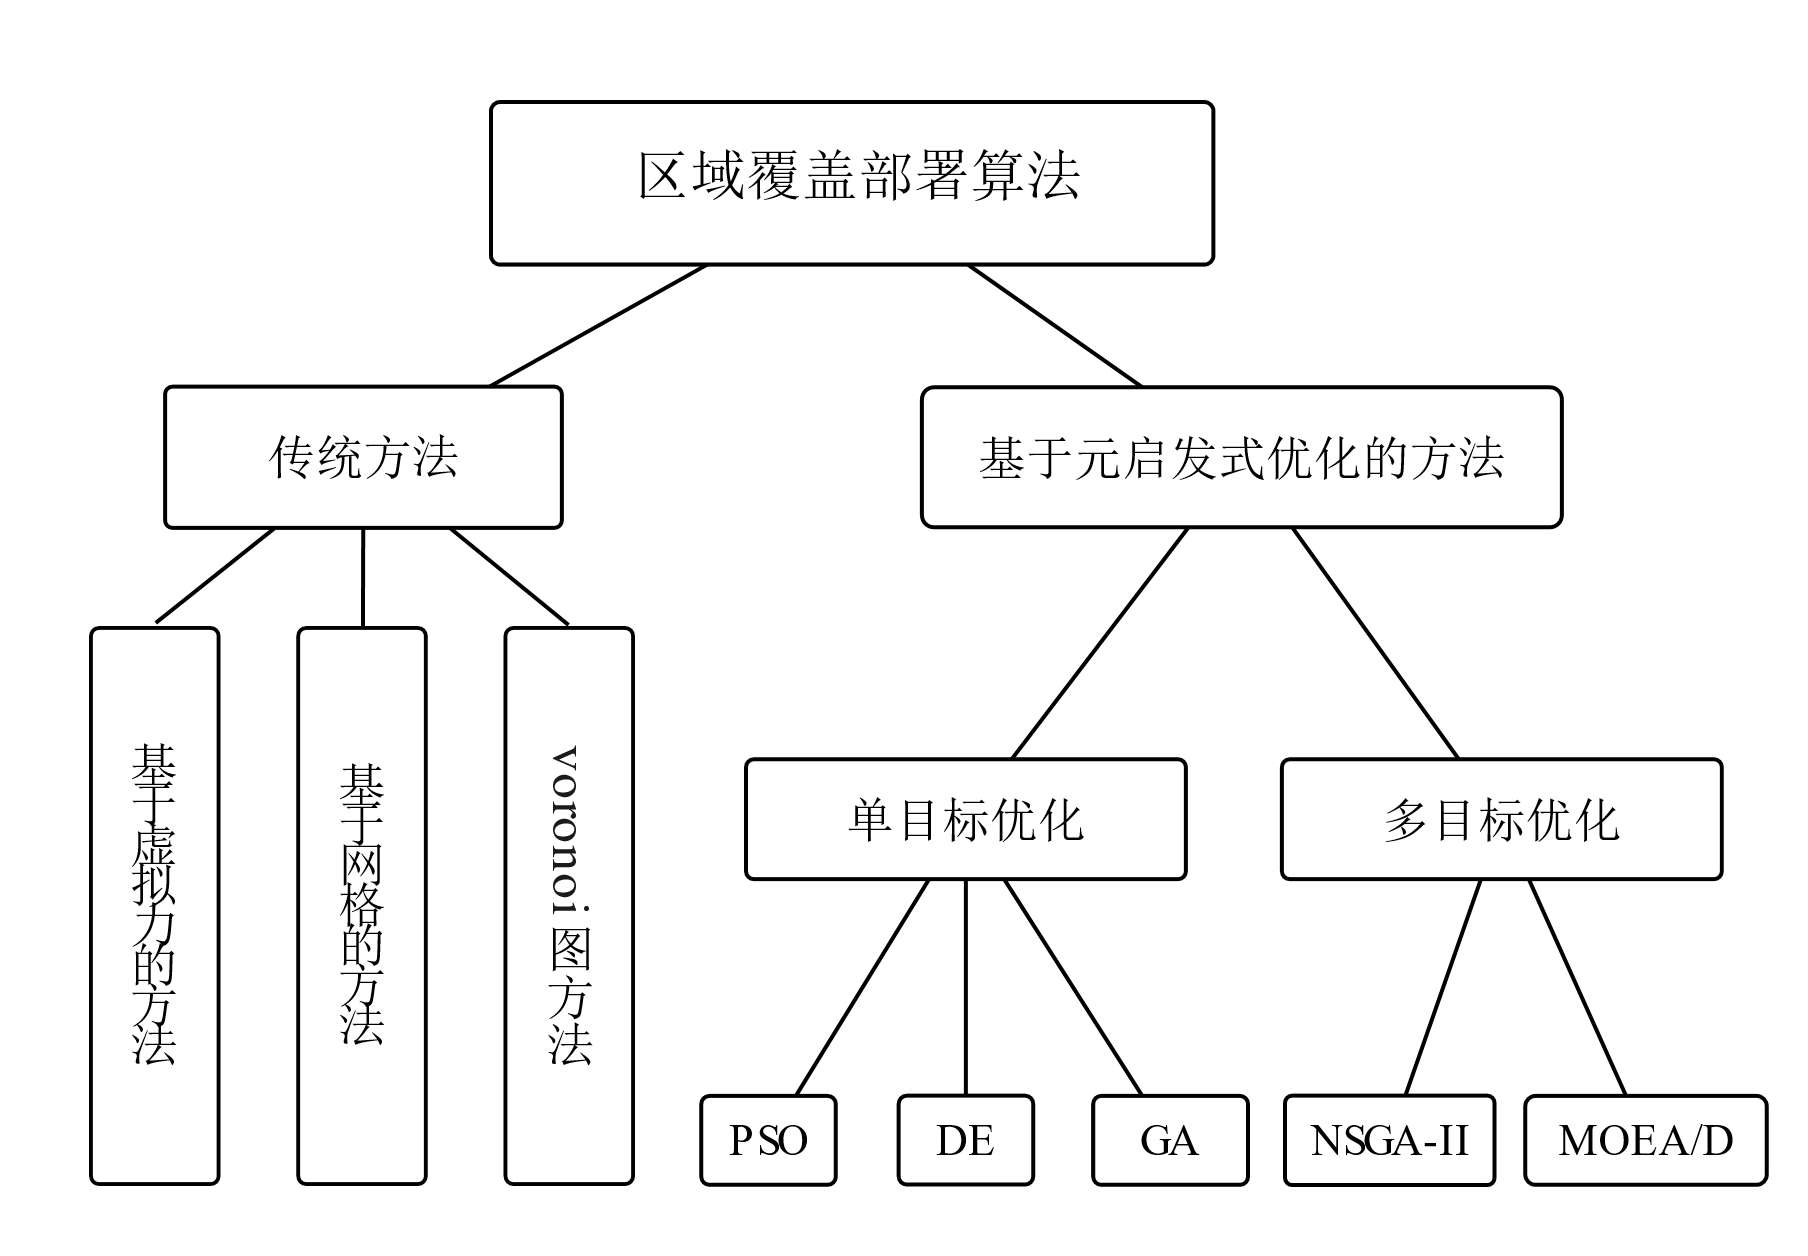 区域覆盖部署算法
传统方法
基于元启发式优化的方法
基于虚拟力的方法
基于网格的方法
voronoi图方法
单目标优化
多目标优化
PSO
DE
GA
NSGA-II
MOEA/D